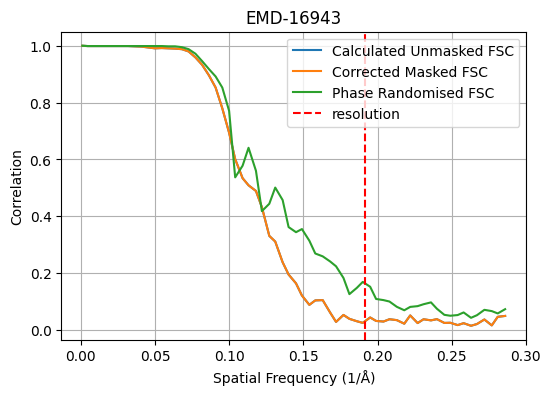 EMD-16943
Calculated Unmasked FSC
Corrected Masked FSC
Phase Randomised FSC
resolution
Correlation
1.0
0.8
0.6
0.4
0.2
0.0
0.00 0.05 0.10 0.15 0.20 0.25 0.30
Spatial Frequency (1/Å)